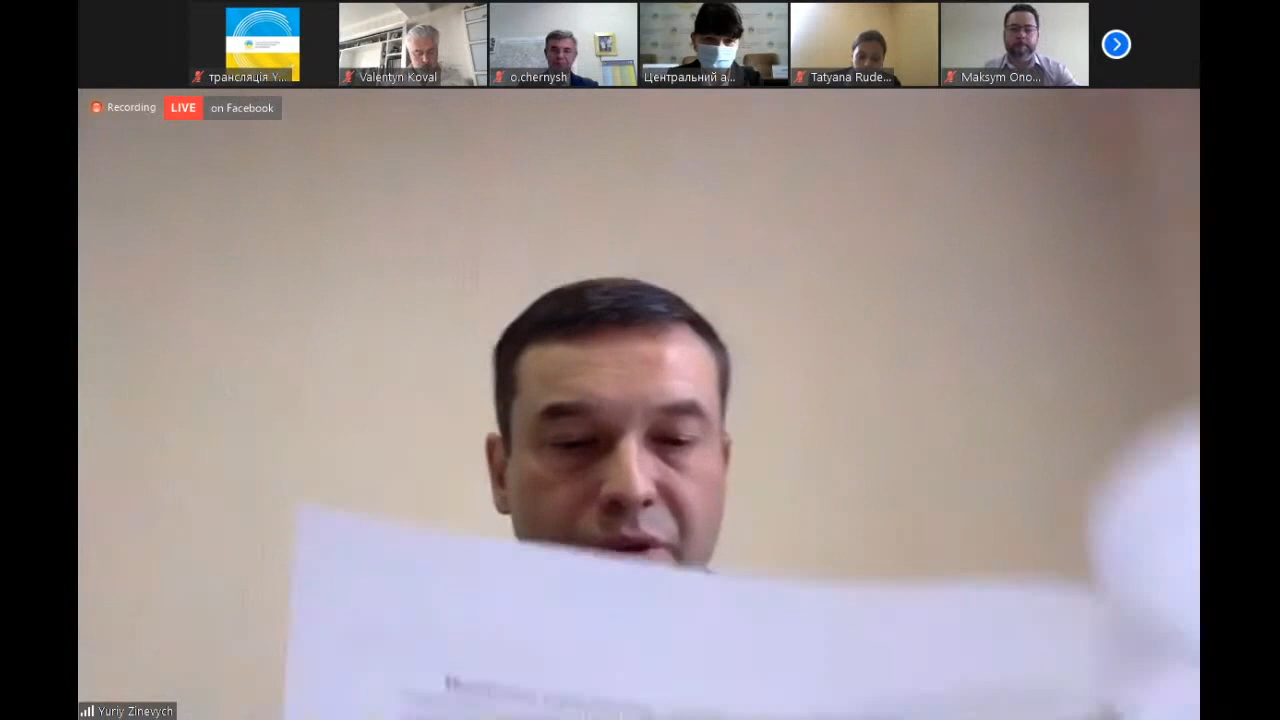 трансляція Y...
Valentyn Koval
o.chernysh
Центральний а...
Tatyana Rude...
Maksym Ono...
Recording
LIVE
on Facebook
Yuriy Zinevych